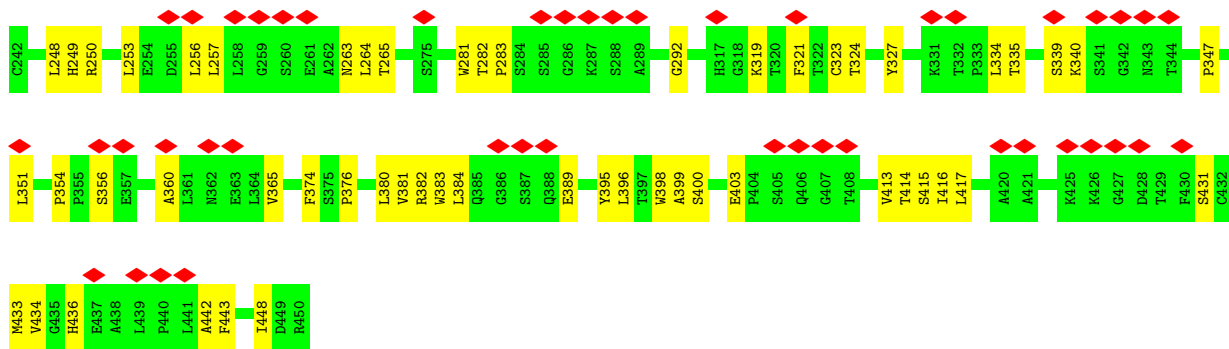 C242 L248 H249 R250 L253 E254 D255 L256 L257 L258 G259 S260 E261 A262 N263 L264 T265 S275 W281 T282 P283 S284 S285 G286 K287 S288 A289 G292 H317 G318 K319 T320 F321 T322 C323 T324 Y327 K331 T332 P333 L334 T335 S339 K340 S341 G342 N343 T344 P347
L351 P354 P355 S356 E357 A360 L361 N362 E363 L364 V365 F374 S375 P376 L380 V381 R382 W383 L384 Q385 G386 S387 Q388 E389 Y395 L396 T397 W398 A399 S400 E403 P404 S405 Q406 G407 T408 V413 T414 S415 I416 L417 A420 A421 K425 K426 G427 D428 T429 F430 S431 C432
M433 V434 G435 H436 E437 A438 L439 P440 L441 A442 F443 I448 D449 R450